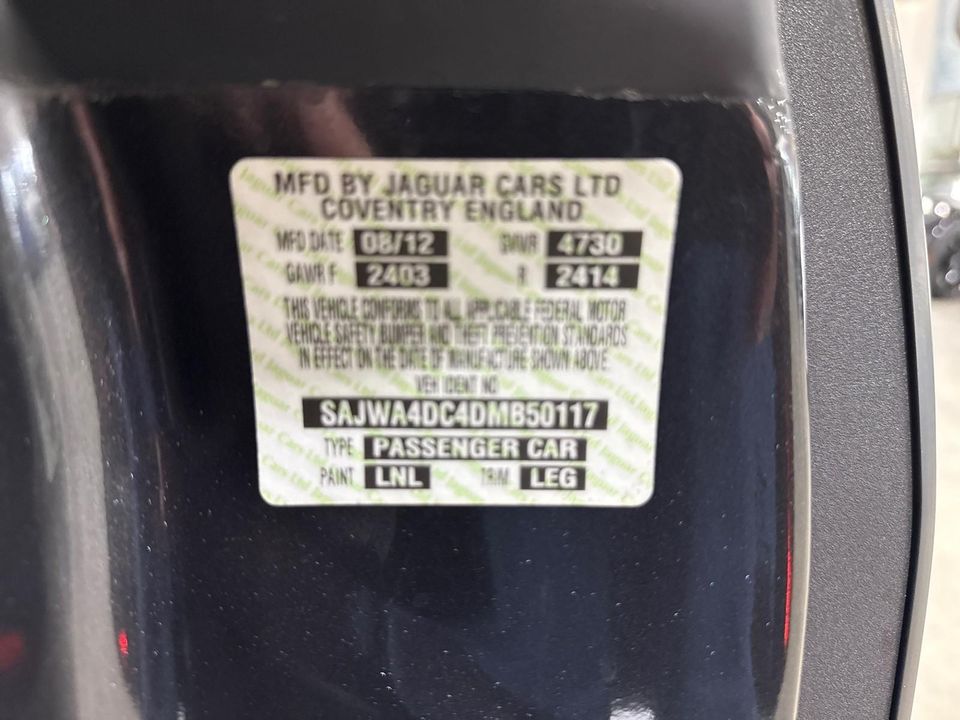 MFD BY JAGUAR CARS LTD
COVENTRY ENGLAND
MFD.DATE 08/12 GVWR 4730
GAWR F 2403 R 2414
THIS VEHICLE CONFORMS TO ALL APPLICABLE FEDERAL MOTOR
VEHICLE SAFETY BUMPER AND THEFT PREVENTION STANDARDS
IN EFFECT ON THE DATE OF MANUFACTURE SHOWN ABOVE.
VEH IDENT NO
SAJWA4DC4DMB50117
TYPE PASSENGER CAR
PAINT LNL TRIM LEG